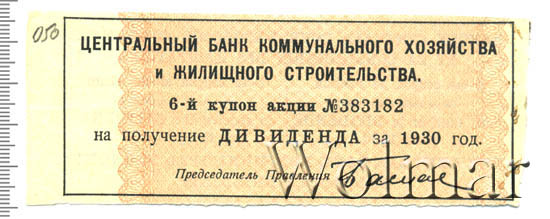 050
ЦЕНТРАЛЬНЫЙ БАНК КОММУНАЛЬНОГО ХОЗЯЙСТВА
и ЖИЛИЩНОГО СТРОИТЕЛЬСТВА.
6-й купон акции №383182
на получение ДИВИДЕНДА за 1930 год.
Председатель Правления
Wolmar